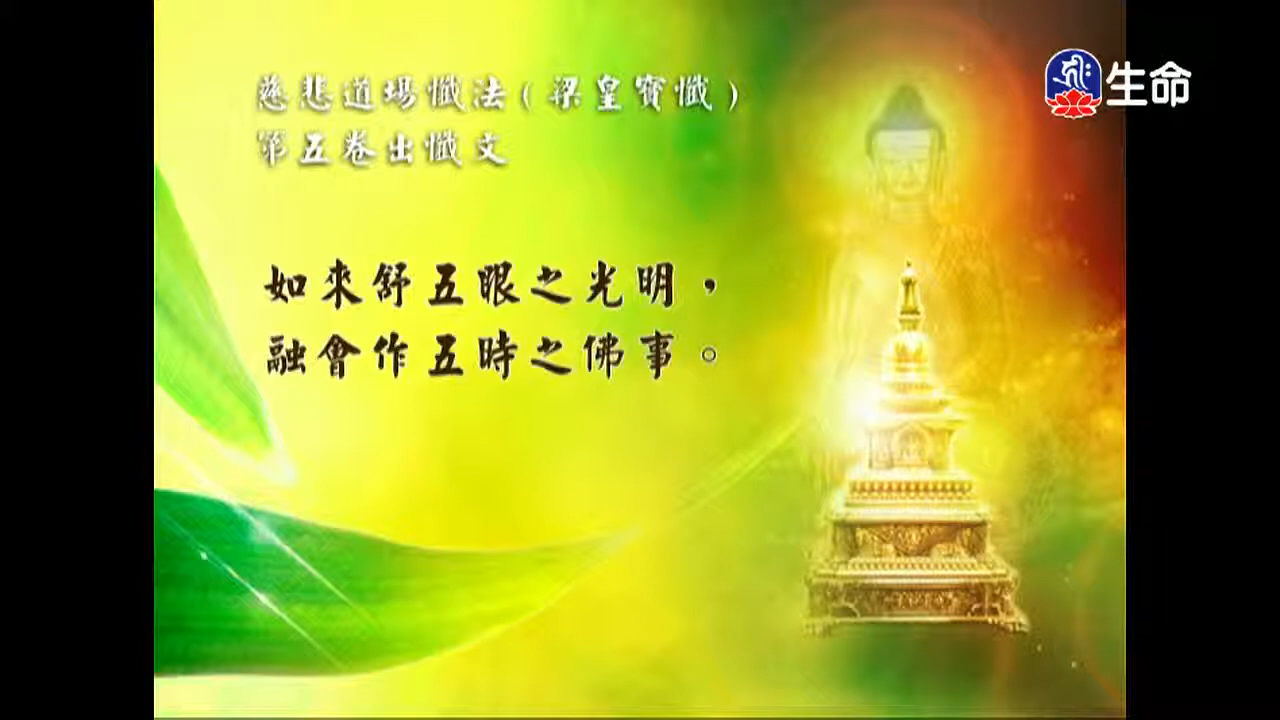 慈悲道場懺法(梁皇寶懺)
第五卷出懺文
生命
如來舒五眼之光明，
融會作五時之佛事。